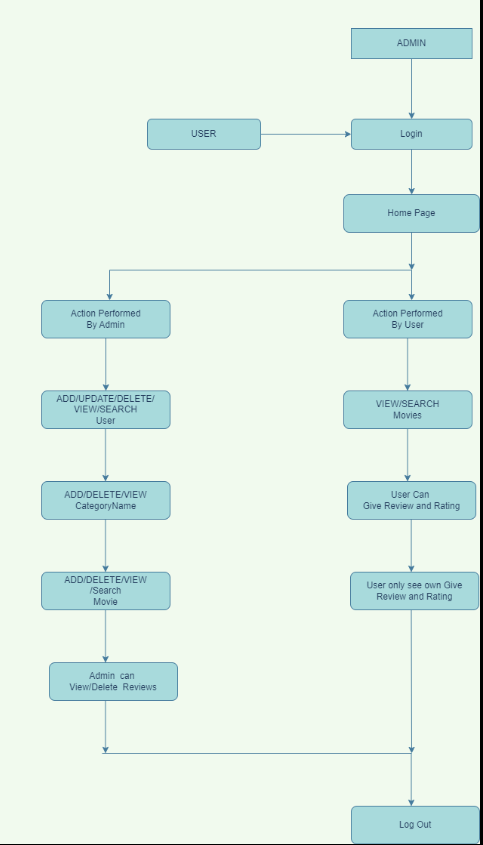 ADMIN
USER
Login
Home Page
Action Performed
By Admin
Action Performed
By User
ADD/UPDATE/DELETE/
VIEW/SEARCH
User
VIEW/SEARCH
Movies
ADD/DELETE/VIEW
CategoryName
User Can
Give Review and Rating
ADD/DELETE/VIEW
/Search
Movie
User only see own Give
Review and Rating
Admin can
View/Delete Reviews
Log Out